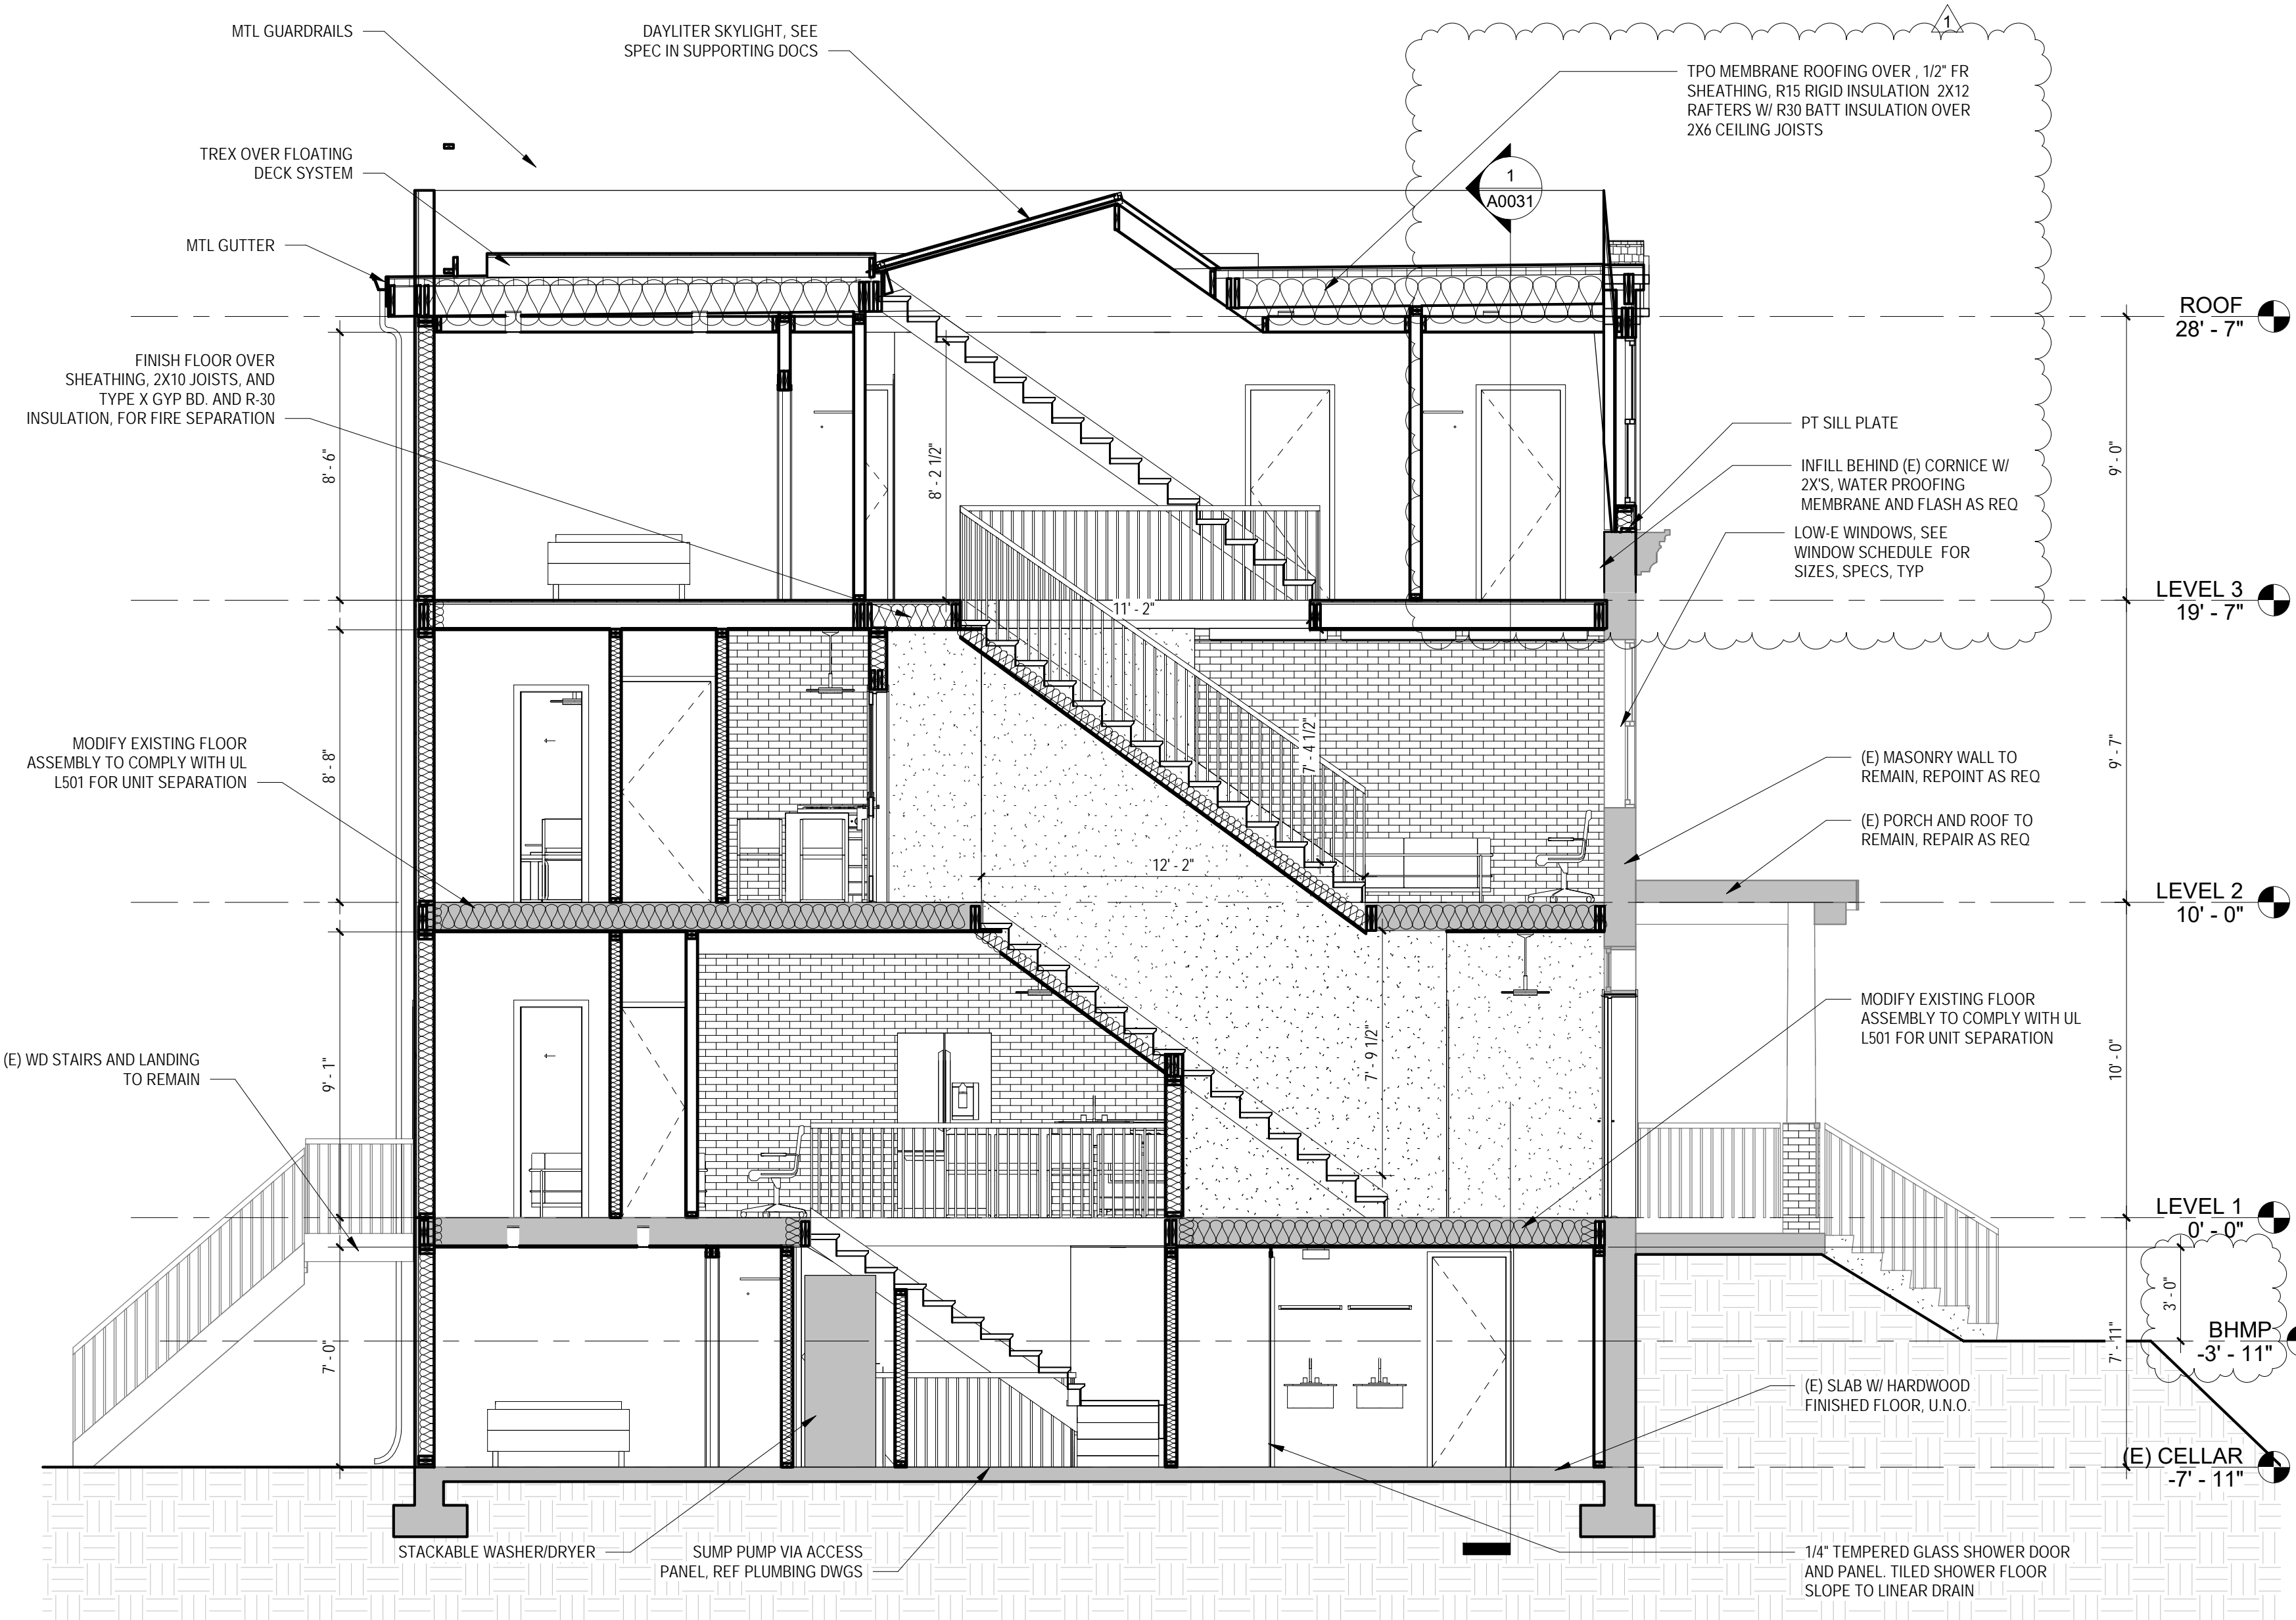 MTL GUARDRAILS
DAYLITER SKYLIGHT, SEE
SPEC IN SUPPORTING DOCS
1
TPO MEMBRANE ROOFING OVER , 1/2" FR
SHEATHING, R15 RIGID INSULATION 2X12
RAFTERS W/ R30 BATT INSULATION OVER
2X6 CEILING JOISTS
TREX OVER FLOATING
DECK SYSTEM
1
A0031
MTL GUTTER
ROOF
28' - 7"
FINISH FLOOR OVER
SHEATHING, 2X10 JOISTS, AND
TYPE X GYP BD. AND R-30
INSULATION, FOR FIRE SEPARATION
8' - 6"
8' - 2 1/2"
9' - 0"
PT SILL PLATE
INFILL BEHIND (E) CORNICE W/
2X'S, WATER PROOFING
MEMBRANE AND FLASH AS REQ
LOW-E WINDOWS, SEE
WINDOW SCHEDULE FOR
SIZES, SPECS, TYP
LEVEL 3
19' - 7"
11' - 2"
MODIFY EXISTING FLOOR
ASSEMBLY TO COMPLY WITH UL
L501 FOR UNIT SEPARATION
8' - 8"
7' - 4 1/2"
9' - 7"
(E) MASONRY WALL TO
REMAIN, REPOINT AS REQ
(E) PORCH AND ROOF TO
REMAIN, REPAIR AS REQ
12' - 2"
LEVEL 2
10' - 0"
MODIFY EXISTING FLOOR
ASSEMBLY TO COMPLY WITH UL
L501 FOR UNIT SEPARATION
(E) WD STAIRS AND LANDING
TO REMAIN
9' - 1"
7' - 9 1/2"
10' - 0"
LEVEL 1
0' - 0"
3' - 0"
7' - 0"
7' - 11"
BHMP
-3' - 11"
(E) SLAB W/ HARDWOOD
FINISHED FLOOR, U.N.O.
(E) CELLAR
-7' - 11"
STACKABLE WASHER/DRYER
SUMP PUMP VIA ACCESS
PANEL, REF PLUMBING DWGS
1/4" TEMPERED GLASS SHOWER DOOR
AND PANEL. TILED SHOWER FLOOR
SLOPE TO LINEAR DRAIN